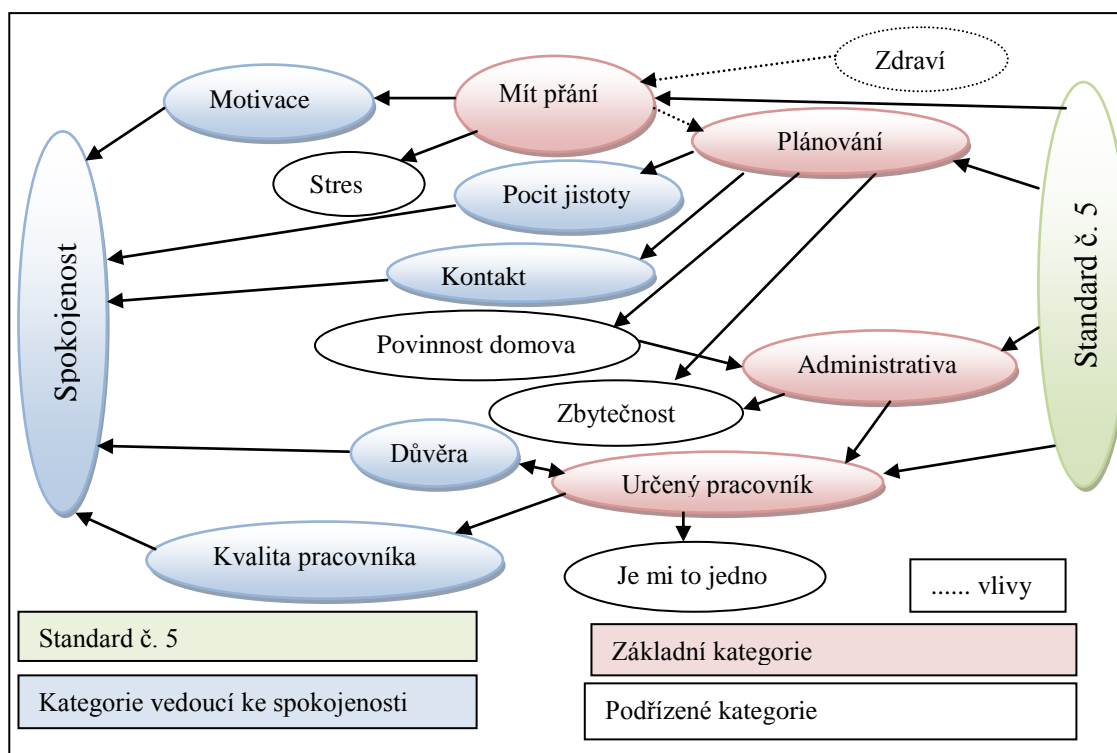 Zdraví
Motivace
Mít přání
Plánování
Stres
Pocit jistoty
Spokojenost
Standard č. 5
Kontakt
Povinnost domova
Administrativa
Zbytečnost
Důvěra
Určený pracovník
Kvalita pracovníka
Je mi to jedno
...... vlivy
Standard č. 5
Základní kategorie
Kategorie vedoucí ke spokojenosti
Podřízené kategorie